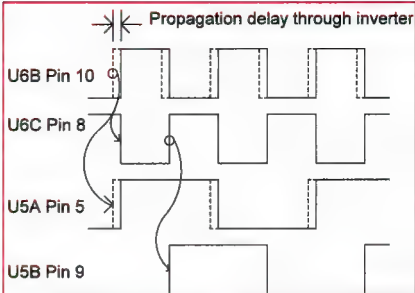 Propagation delay through inverter
U6B Pin 10
U6C Pin 8
U5A Pin 5
U5B Pin 9